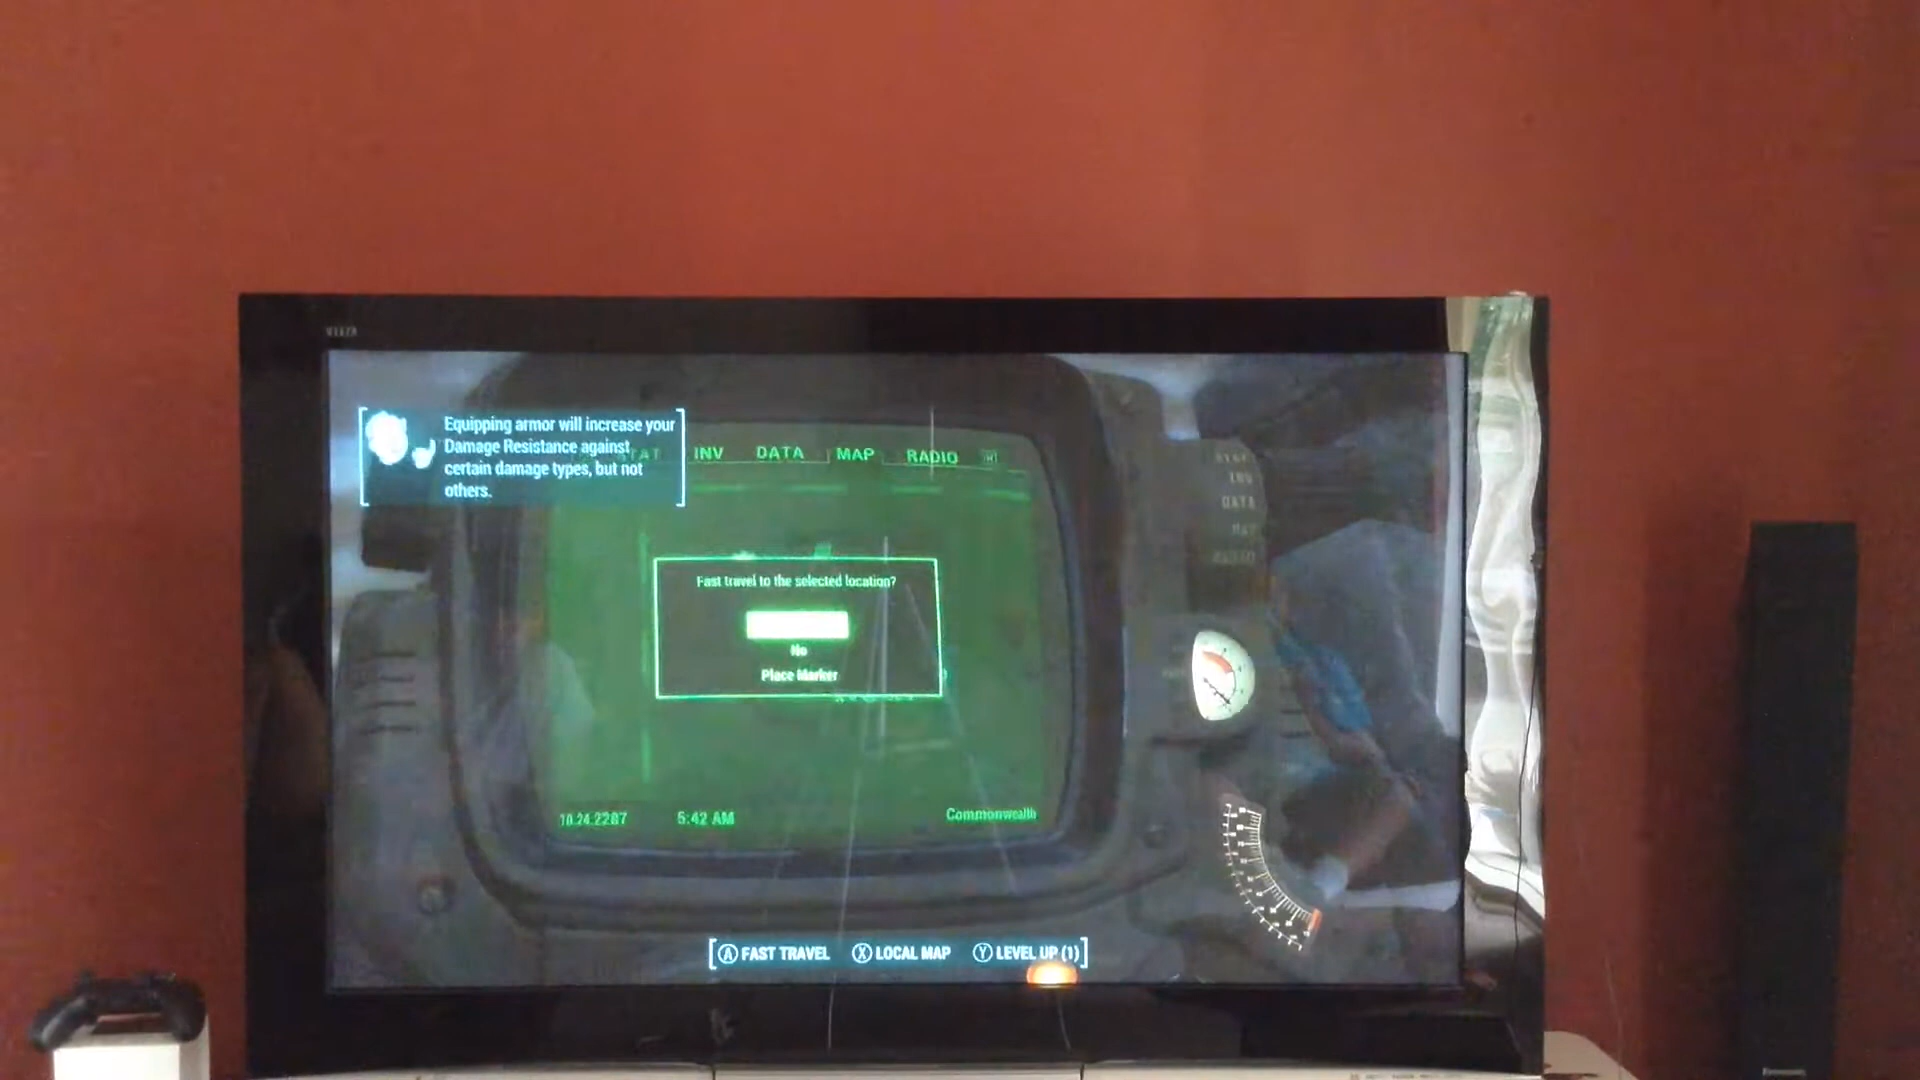 Equipping armor will increase your
Damage Resistance against
certain damage types, but not
others.
STAT INV DATA MAP RADIO
DATA
Fast travel to the selected location?
No
Place Marker
10.24.2287 5:42 AM Commonwealth
A FAST TRAVEL X LOCAL MAP Y LEVEL UP (1)